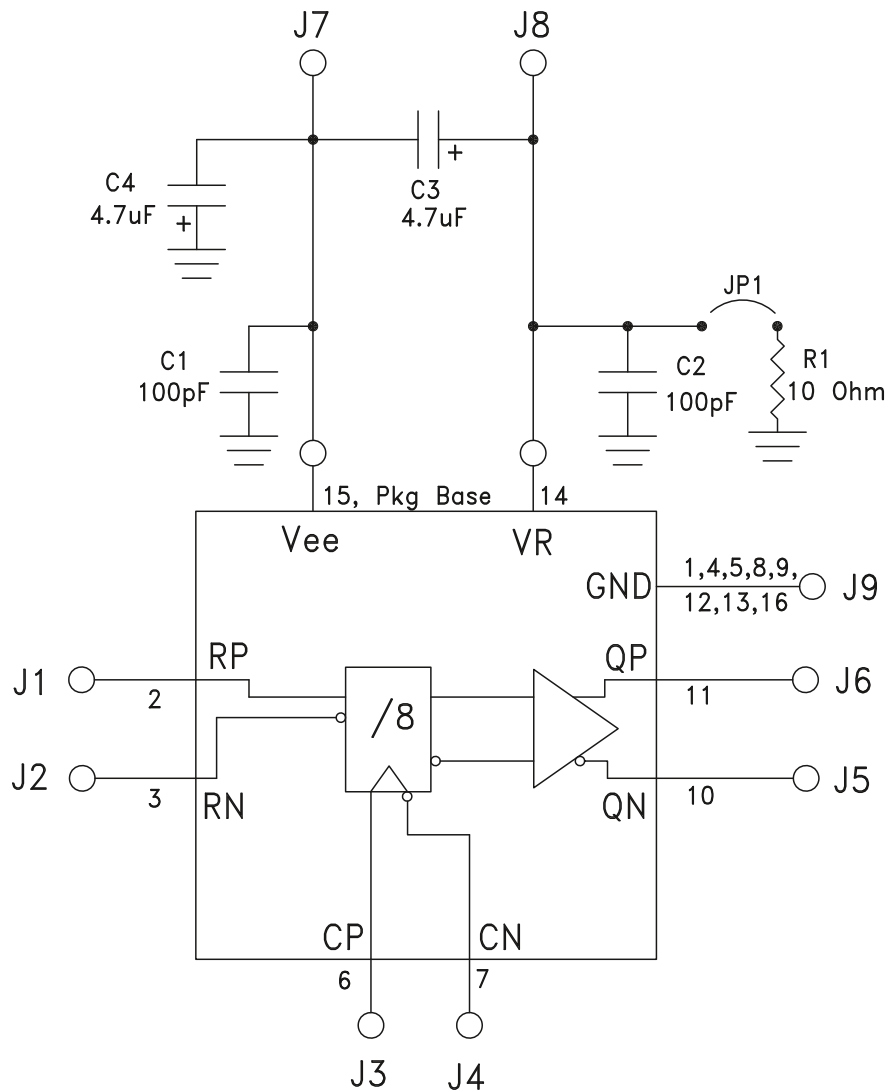 J7
J8
C4
4.7uF
+
+
C3
4.7uF
JP1
C1
100pF
C2
100pF
R1
10 Ohm
15, Pkg Base
14
Vee
VR
GND
1,4,5,8,9,
12,13,16
J9
J1
2
RP
QP
11
J6
/8
J2
3
RN
QN
10
J5
CP
CN
6
7
J3
J4